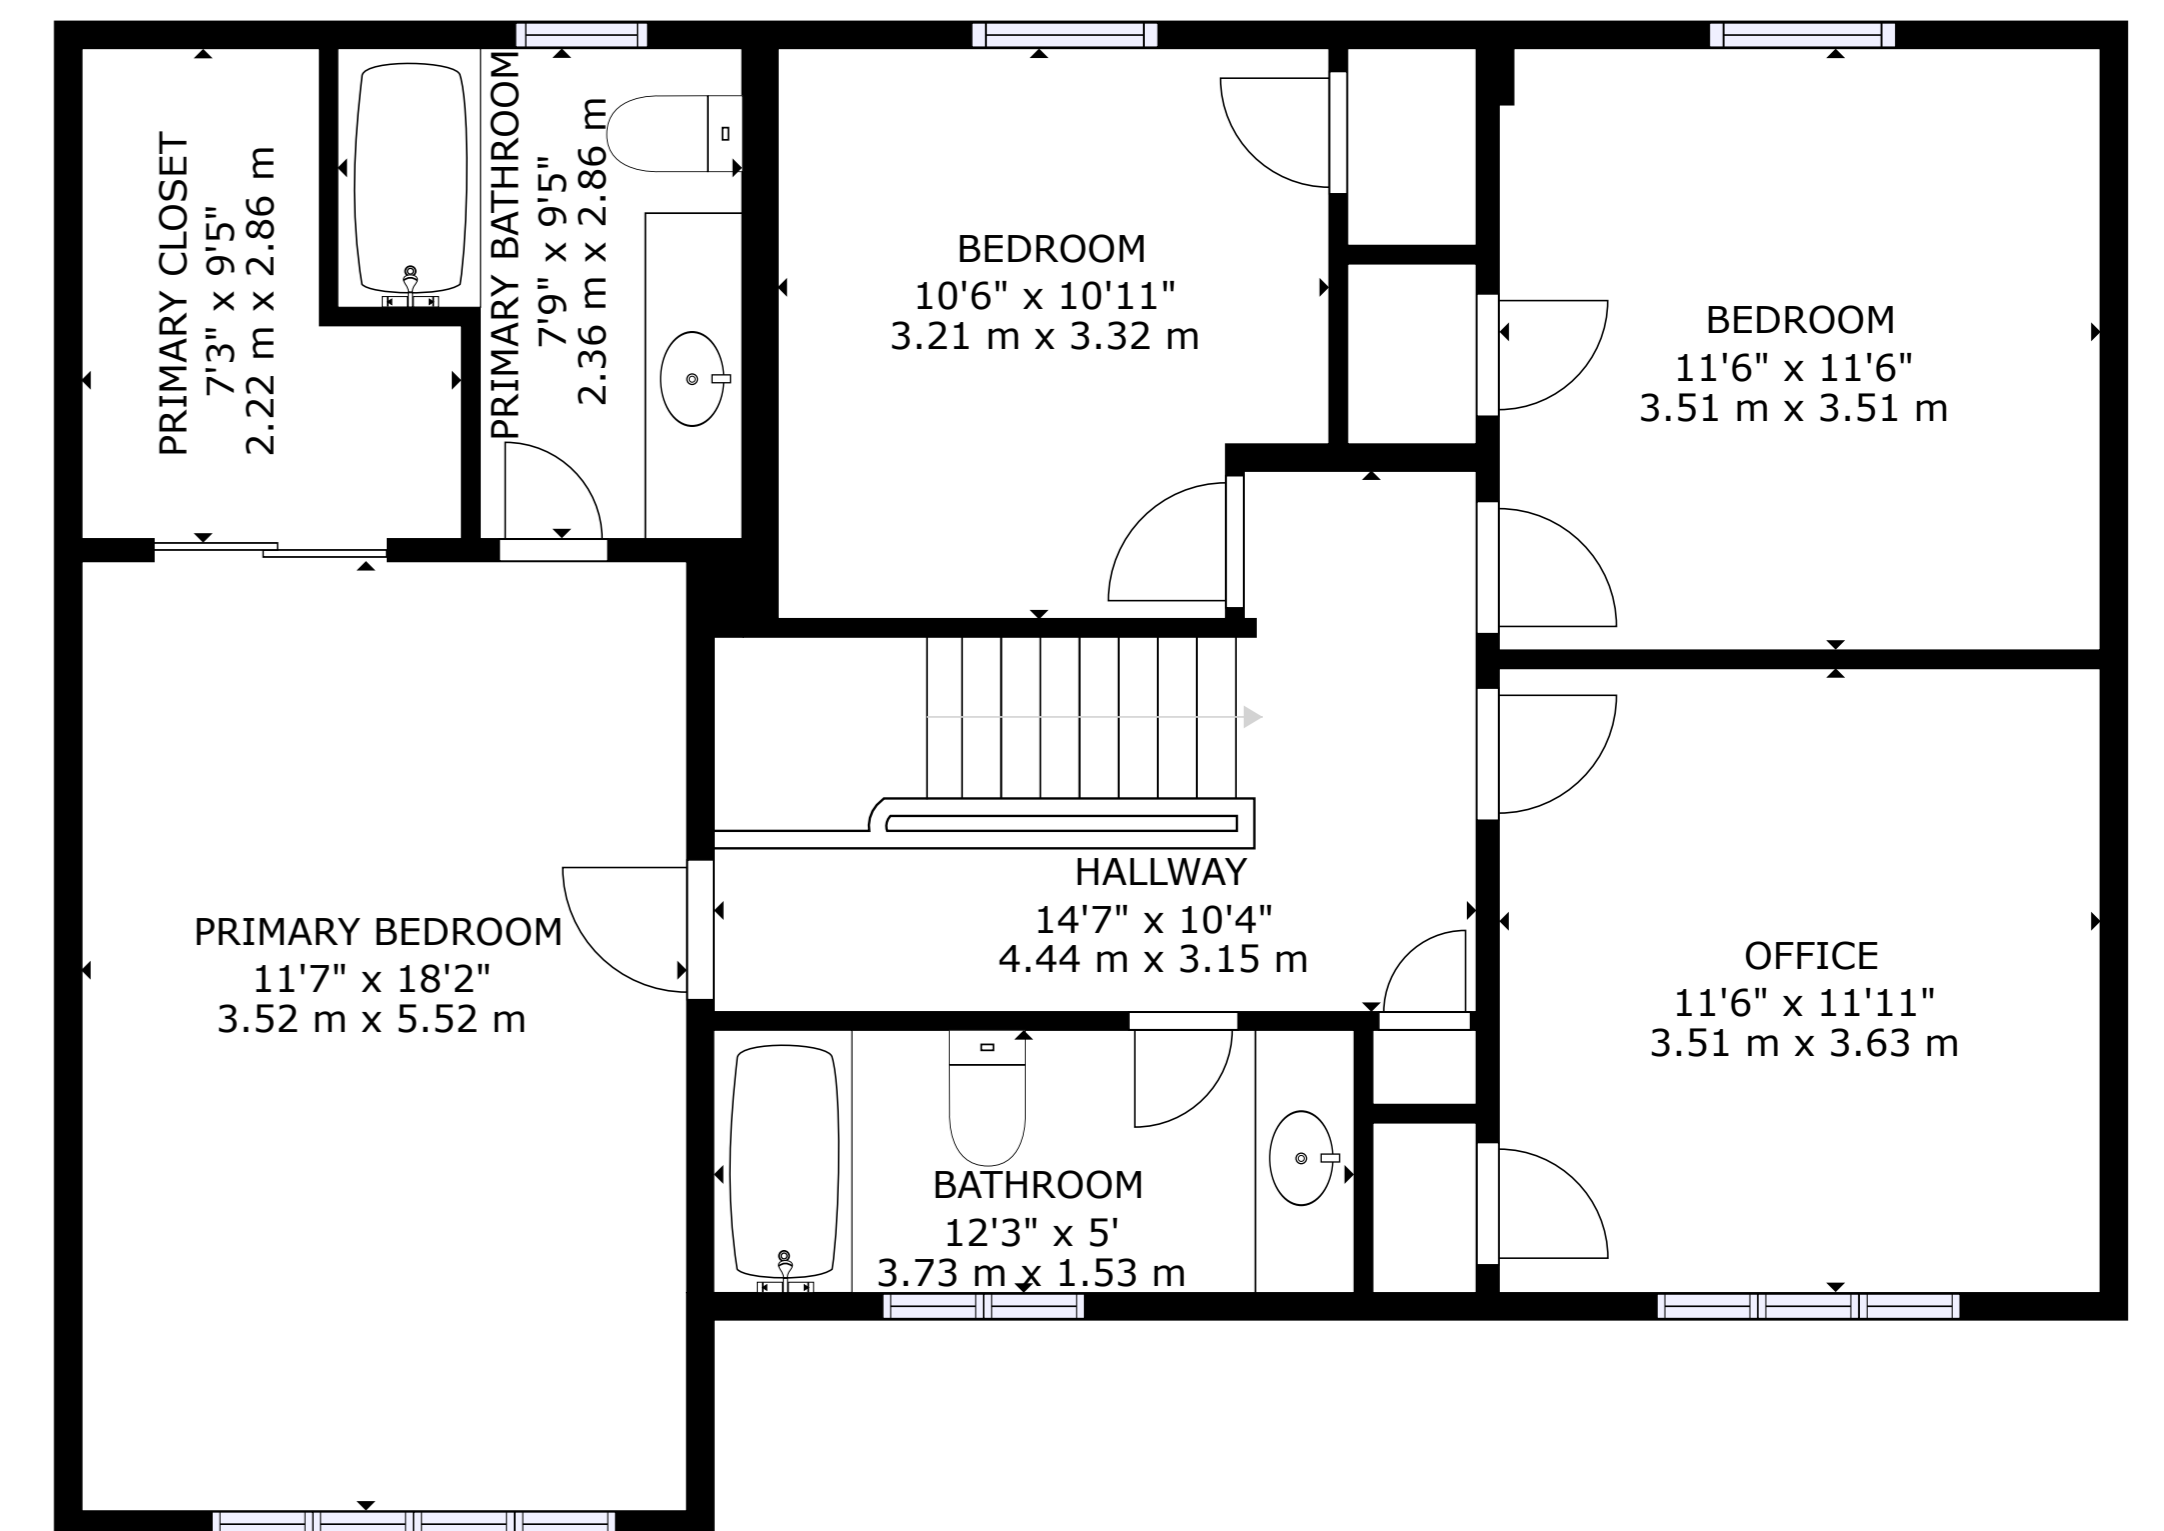 PRIMARY CLOSET
7'3" x 9'5"
2.22 m x 2.86 m
PRIMARY BATHROOM
7'9" x 9'5"
2.36 m x 2.86 m
BEDROOM
10'6" x 10'11"
3.21 m x 3.32 m
BEDROOM
11'6" x 11'6"
3.51 m x 3.51 m
PRIMARY BEDROOM
11'7" x 18'2"
3.52 m x 5.52 m
HALLWAY
14'7" x 10'4"
4.44 m x 3.15 m
OFFICE
11'6" x 11'11"
3.51 m x 3.63 m
BATHROOM
12'3" x 5'
3.73 m x 1.53 m